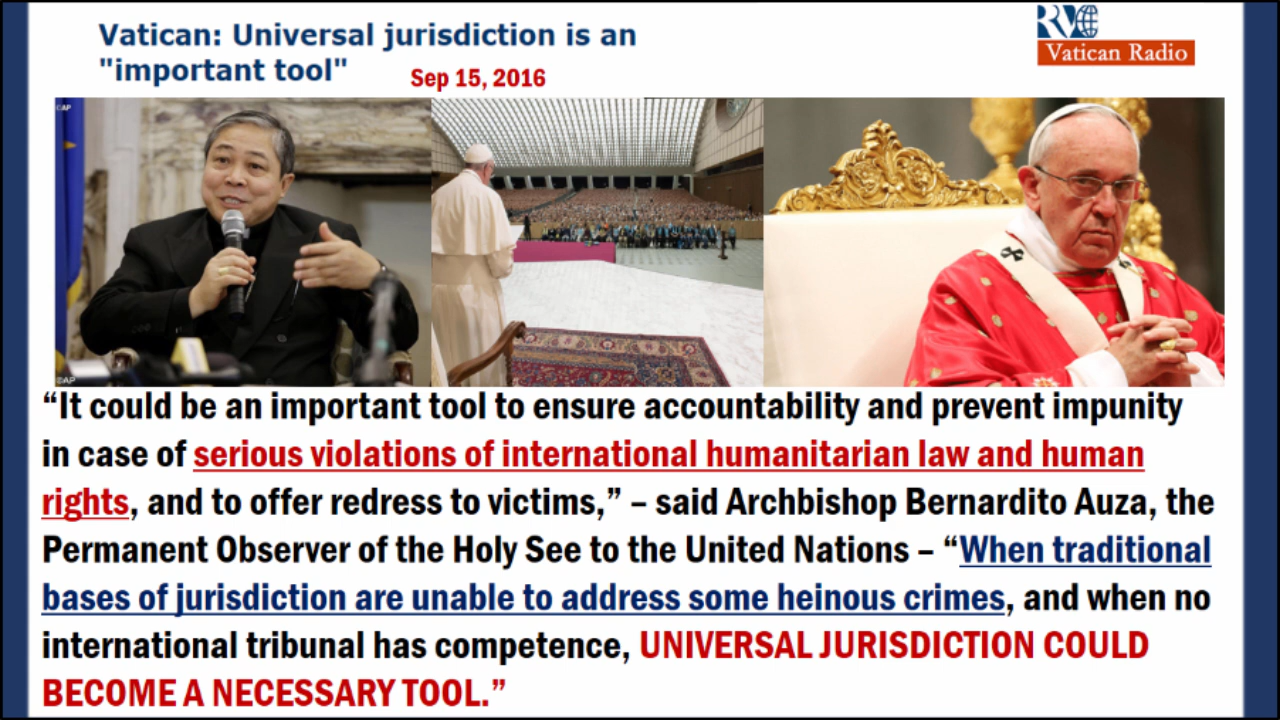 Vatican: Universal jurisdiction is an
"important tool"
Sep 15, 2016
RV
Vatican Radio
©AP
©AP
“It could be an important tool to ensure accountability and prevent impunity
in case of serious violations of international humanitarian law and human
rights, and to offer redress to victims,” – said Archbishop Bernardito Auza, the
Permanent Observer of the Holy See to the United Nations – “When traditional
bases of jurisdiction are unable to address some heinous crimes, and when no
international tribunal has competence, UNIVERSAL JURISDICTION COULD
BECOME A NECESSARY TOOL.”